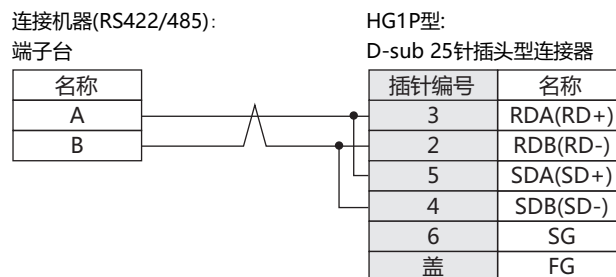 连接机器(RS422/485):
端子台
名称
A
B
HG1P型:
D-sub 25针插头型连接器
插针编号 名称
3 RDA(RD+)
2 RDB(RD-)
5 SDA(SD+)
4 SDB(SD-)
6 SG
盖 FG